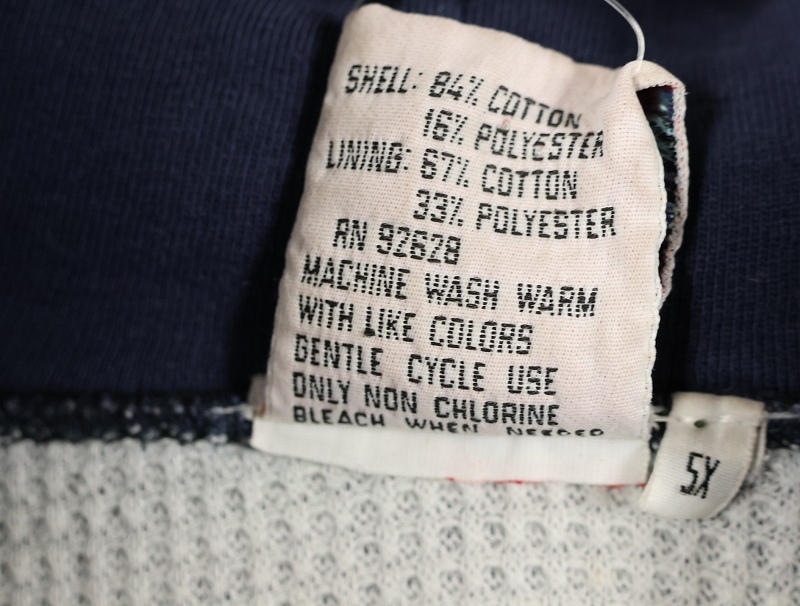 SHELL: 84% COTTON
16% POLYESTER
LINING: 67% COTTON
33% POLYESTER
RN 92628
MACHINE WASH WARM
WITH LIKE COLORS
GENTLE CYCLE USE
ONLY NON CHLORINE
BLEACH WHEN NEEDED
5X